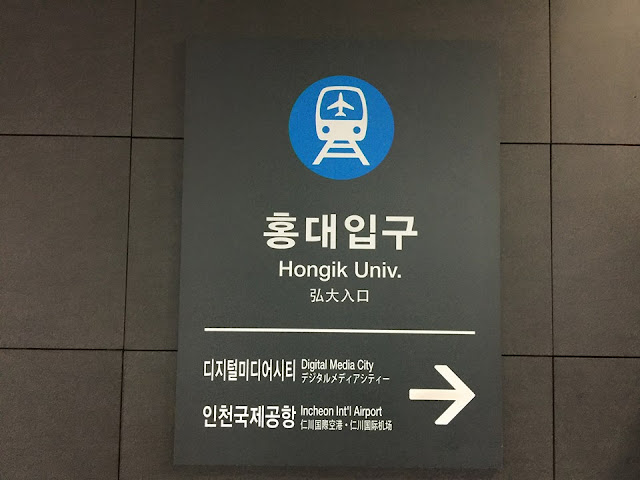 홍대입구
Hongik Univ.
弘大入口
디지털미디어시티 Digital Media City
デジタルメディアシティー
인천국제공항 Incheon Int'l Airport
仁川国際空港・仁川国际机场